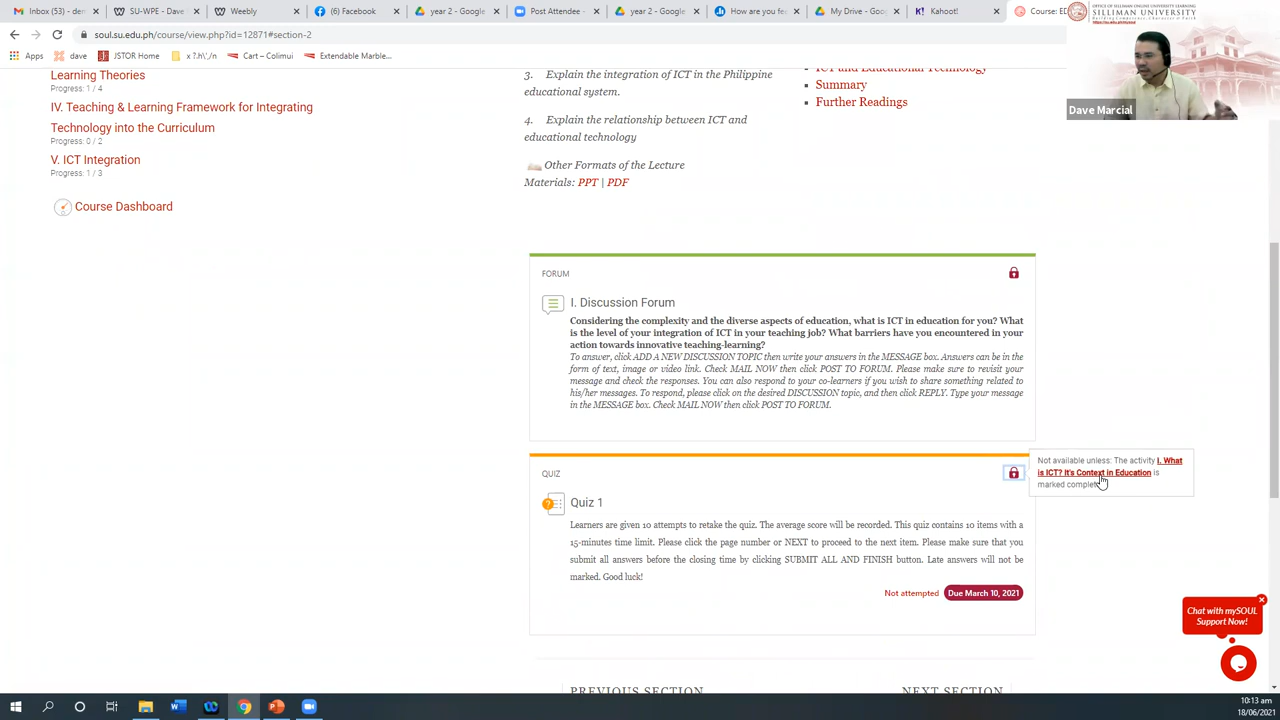 Post Attendee -
year 2 - Google
How are you fe
My Drive - Goo
Kahoot!
Course: ED
OFFICE OF SILLIMAN ONLINE UNIVERSITY LEARNING
SILLIMAN UNIVERSITY
Building Competence, Character & Faith
(1) Facebook
year 2 - Google
soul.su.edu.ph/course/view.php?id=12871#section-2
Apps
dave
JSTOR Home
x ?.h\',/n
Cart – Colimui
Extendable Marble...
Dave Marcial
Learning Theories
Progress: 1 / 4
IV. Teaching & Learning Framework for Integrating
Technology into the Curriculum
Progress: 0 / 2
V. ICT Integration
Progress: 1 / 3
Course Dashboard
3. Explain the integration of ICT in the Philippine
educational system.
4. Explain the relationship between ICT and
educational technology
Other Formats of the Lecture
Materials: PPT | PDF
ICT and Educational Technology
Summary
Further Readings
FORUM
I. Discussion Forum
Considering the complexity and the diverse aspects of education, what is ICT in education for you? What
is the level of your integration of ICT in your teaching job? What barriers have you encountered in your
action towards innovative teaching-learning?
To answer, click ADD A NEW DISCUSSION TOPIC then write your answers in the MESSAGE box. Answers can be in the
form of text, image or video link. Check MAIL NOW then click POST TO FORUM. Please make sure to revisit your
message and check the responses. You can also respond to your co-learners if you wish to share something related to
his/her messages. To respond, please click on the desired DISCUSSION topic, and then click REPLY. Type your message
in the MESSAGE box. Check MAIL NOW then click POST TO FORUM.
QUIZ
Not available unless: The activity I. What
is ICT? It's Context in Education is
marked complete
Quiz 1
Learners are given 10 attempts to retake the quiz. The average score will be recorded. This quiz contains 10 items with a
15-minutes time limit. Please click the page number or NEXT to proceed to the next item. Please make sure that you
submit all answers before the closing time by clicking SUBMIT ALL AND FINISH button. Late answers will not be
marked. Good luck!
Not attempted
Due March 10, 2021
Chat with mySOUL
Support Now!
PREVIOUS SECTION
NEXT SECTION
10:13 am
18/06/2021